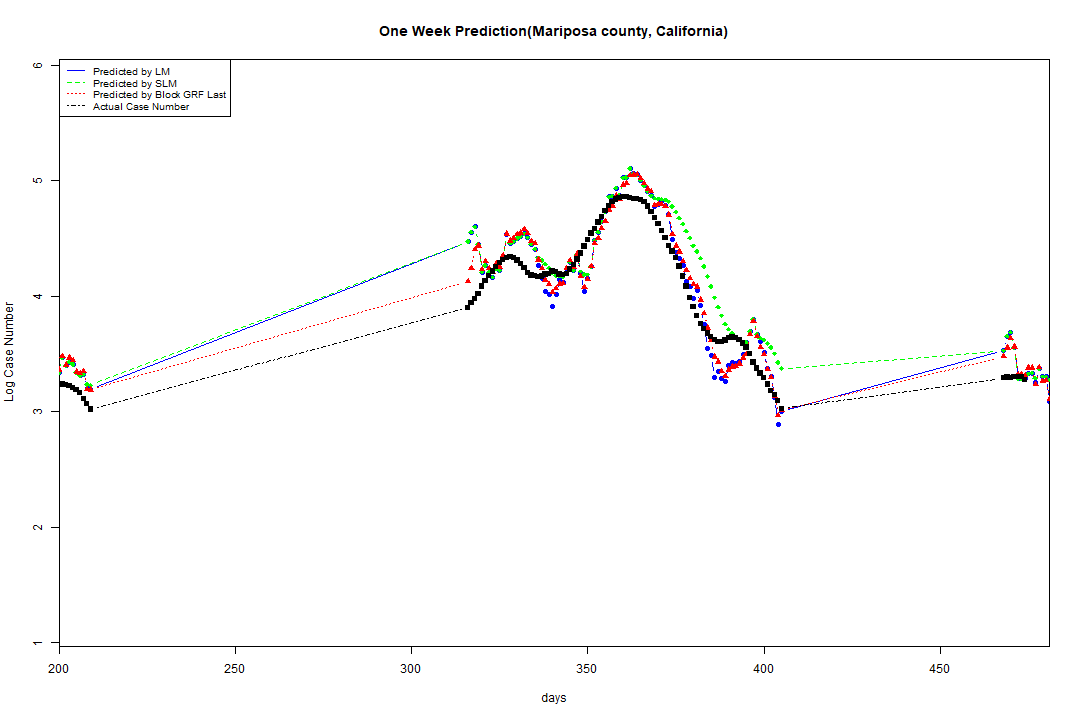 One Week Prediction(Mariposa county, California)
Predicted by LM
Predicted by SLM
Predicted by Block GRF Last
Actual Case Number
6
5
4
3
2
1
Log Case Number
200 250 300 350 400 450
days